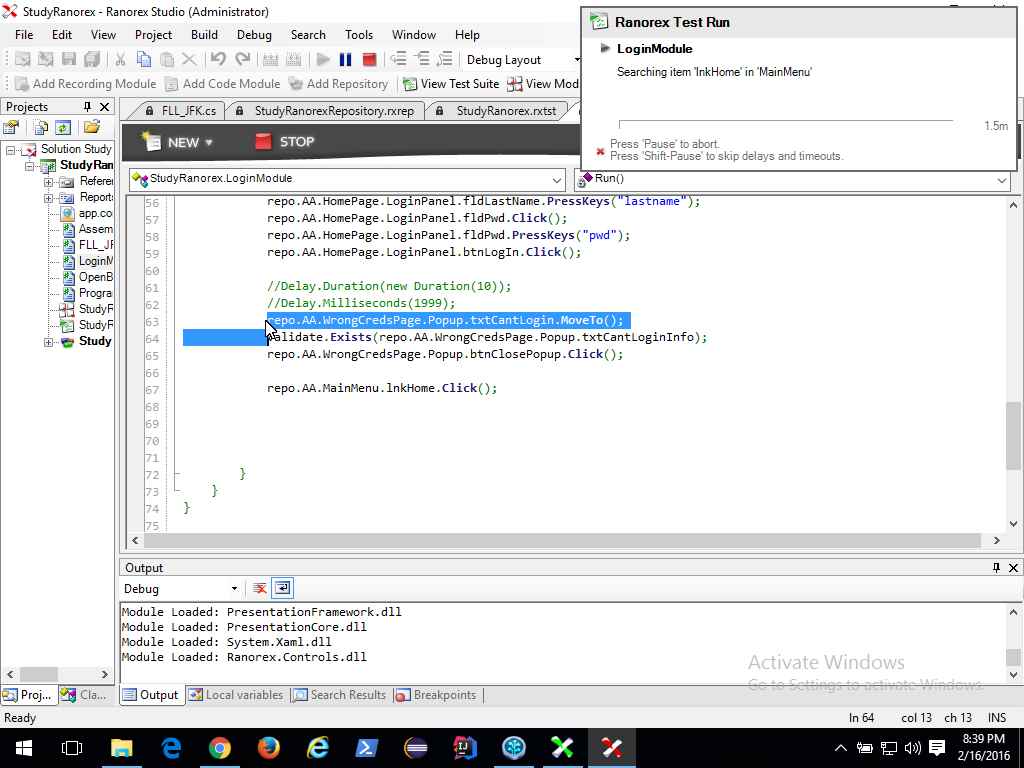 StudyRanorex - Ranorex Studio (Administrator)
File Edit View Project Build Debug Search Tools Window Help
Debug Layout
Add Recording Module Add Code Module Add Repository View Test Suite View Mod
Ranorex Test Run
LoginModule
Searching item 'lnkHome' in 'MainMenu'
1.5m
Press 'Pause' to abort.
Press 'Shift-Pause' to skip delays and timeouts.
Projects
Solution Study
StudyRan
Refere
Report
app.co
Assem
FLL_JF
LoginM
OpenB
Progra
StudyR
StudyR
Study
FLL_JFK.cs StudyRanorexRepository.rxrep StudyRanorex.rxtst
NEW STOP
StudyRanorex.LoginModule Run()
56 repo.AA.HomePage.LoginPanel.fldLastName.PressKeys("lastname");
57 repo.AA.HomePage.LoginPanel.fldPwd.Click();
58 repo.AA.HomePage.LoginPanel.fldPwd.PressKeys("pwd");
59 repo.AA.HomePage.LoginPanel.btnLogIn.Click();
60
61 //Delay.Duration(new Duration(10));
62 //Delay.Milliseconds(1999);
63 repo.AA.WrongCredsPage.Popup.txtCantLogin.MoveTo();
64 Validate.Exists(repo.AA.WrongCredsPage.Popup.txtCantLoginInfo);
65 repo.AA.WrongCredsPage.Popup.btnClosePopup.Click();
66
67 repo.AA.MainMenu.lnkHome.Click();
68
69
70
71
72 }
73 }
74 }
75
Output
Debug
Module Loaded: PresentationFramework.dll
Module Loaded: PresentationCore.dll
Module Loaded: System.Xaml.dll
Module Loaded: Ranorex.Controls.dll
Activate Windows
Go to Settings to activate Windows.
Proj... Cla... Output Local variables Search Results Breakpoints
Ready ln 64 col 13 ch 13 INS
8:39 PM
2/16/2016